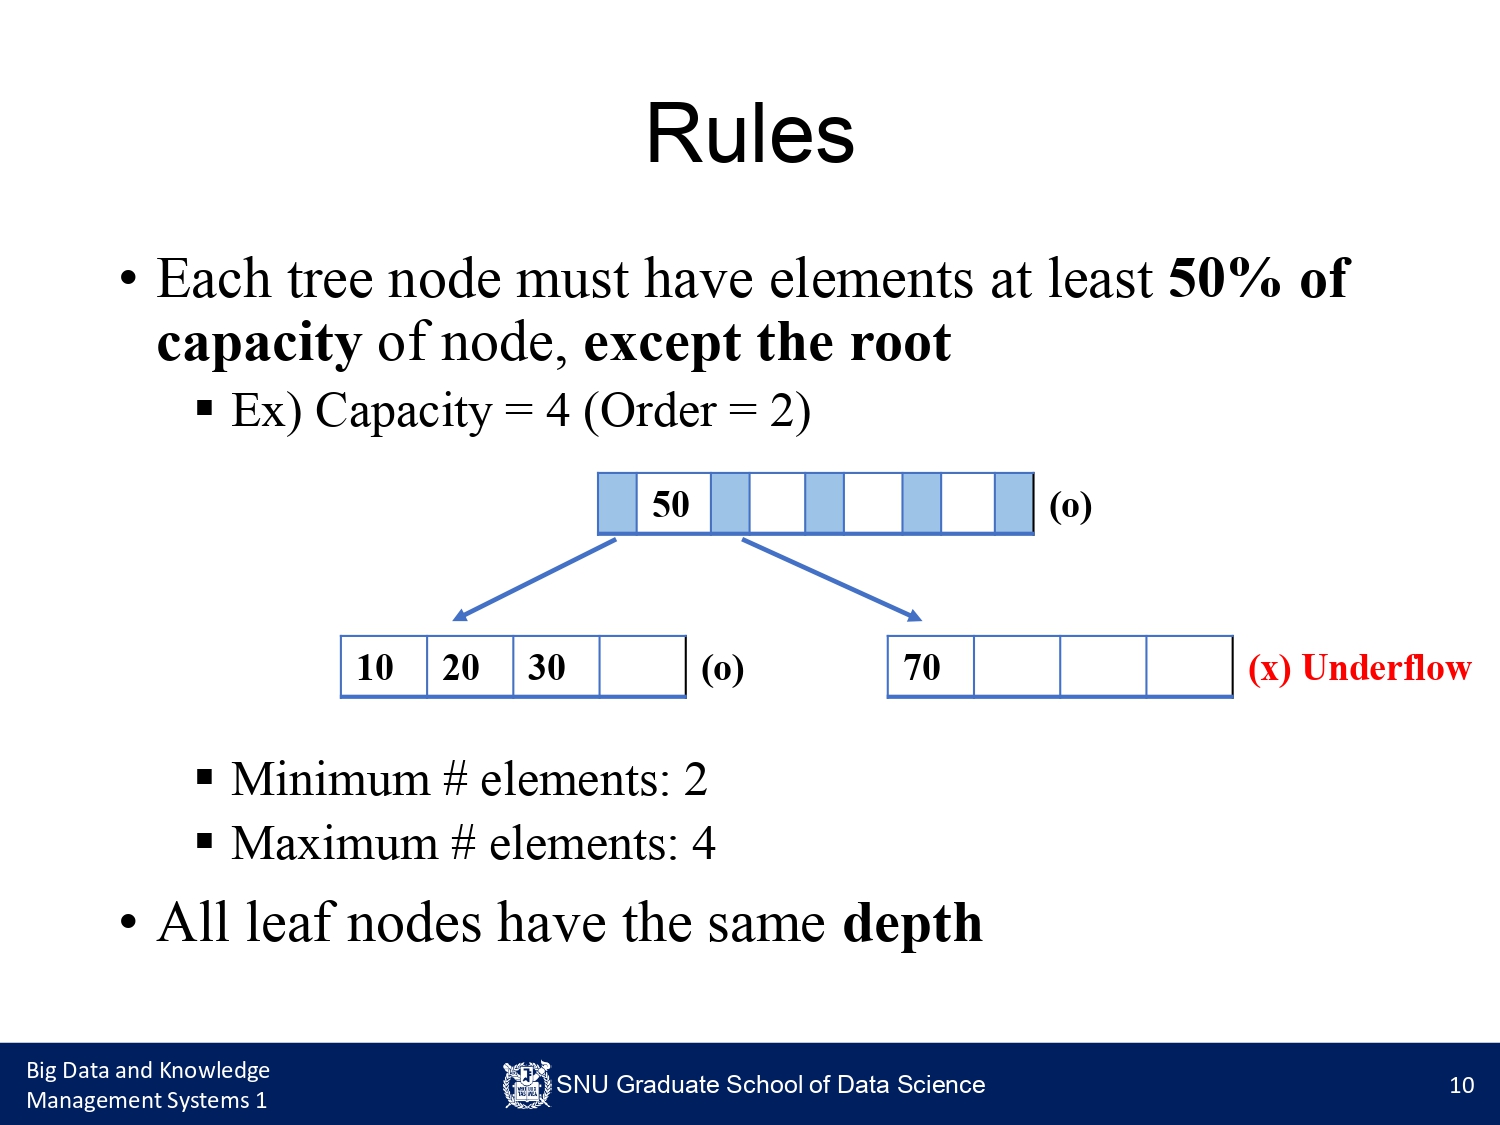 Rules
• Each tree node must have elements at least 50% of
capacity of node, except the root
▪ Ex) Capacity = 4 (Order = 2)
50 (o)
10 20 30 (o) 70 (x) Underflow
▪ Minimum # elements: 2
▪ Maximum # elements: 4
• All leaf nodes have the same depth
Big Data and Knowledge
Management Systems 1
SNU Graduate School of Data Science
10